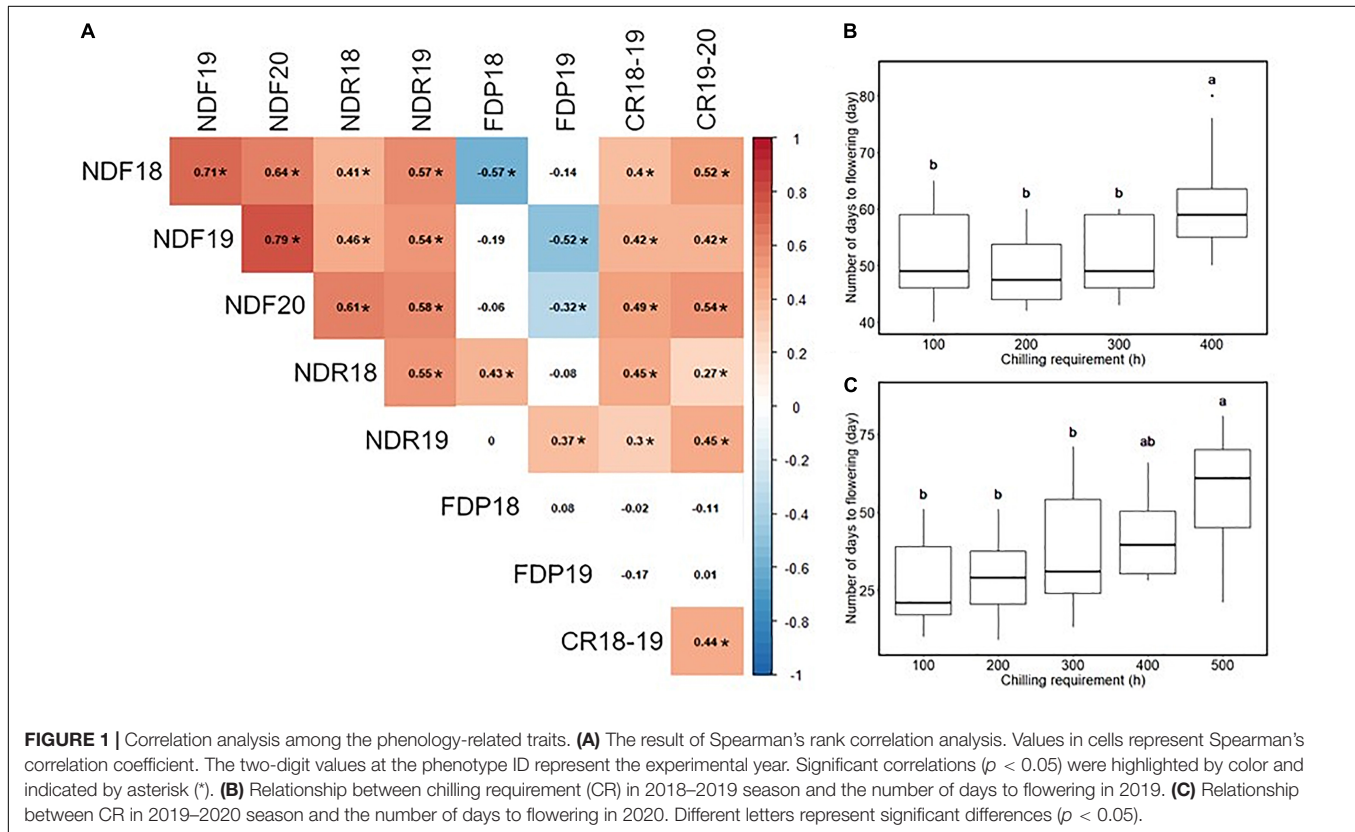 A
NDF19 NDF20 NDR18 NDR19 FDP18 FDP19 CR18-19 CR19-20
NDF18 0.71* 0.64* 0.41* 0.57* -0.57* -0.14 0.4* 0.52*
NDF19 0.79* 0.46* 0.54* -0.19 -0.52* 0.42* 0.42*
NDF20 0.61* 0.58* -0.06 -0.32* 0.49* 0.54*
NDR18 0.55* 0.43* -0.08 0.45* 0.27*
NDR19 0 0.37* 0.3* 0.45*
FDP18 0.08 -0.02 -0.11
FDP19 -0.17 0.01
CR18-19 0.44*
1
0.8
0.6
0.4
0.2
0
-0.2
-0.4
-0.6
-0.8
-1
B
Number of days to flowering (day)
80
70
60
50
40
b b b a
100 200 300 400
Chilling requirement (h)
C
Number of days to flowering (day)
75
50
25
b b b ab a
100 200 300 400 500
Chilling requirement (h)
FIGURE 1 | Correlation analysis among the phenology-related traits. (A) The result of Spearman's rank correlation analysis. Values in cells represent Spearman's
correlation coefficient. The two-digit values at the phenotype ID represent the experimental year. Significant correlations (p < 0.05) were highlighted by color and
indicated by asterisk (*). (B) Relationship between chilling requirement (CR) in 2018–2019 season and the number of days to flowering in 2019. (C) Relationship
between CR in 2019–2020 season and the number of days to flowering in 2020. Different letters represent significant differences (p < 0.05).